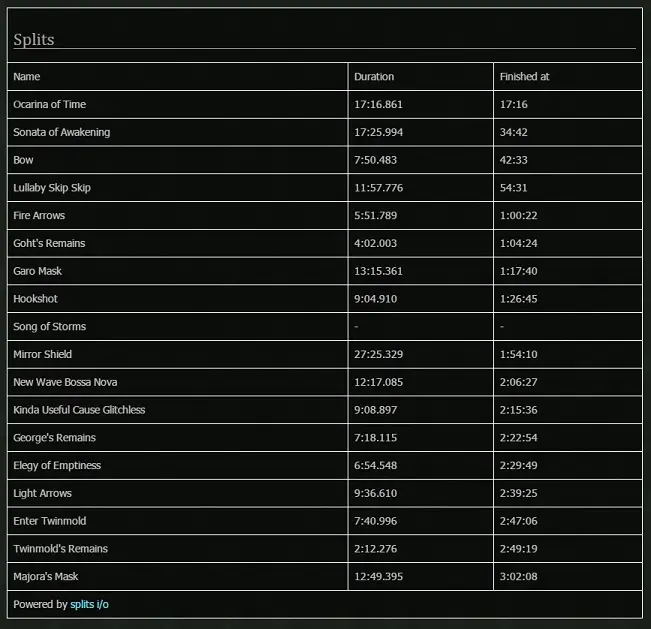 Splits
Name Duration Finished at
Ocarina of Time 17:16.861 17:16
Sonata of Awakening 17:25.994 34:42
Bow 7:50.483 42:33
Lullaby Skip Skip 11:57.776 54:31
Fire Arrows 5:51.789 1:00:22
Goht's Remains 4:02.003 1:04:24
Garo Mask 13:15.361 1:17:40
Hookshot 9:04.910 1:26:45
Song of Storms - -
Mirror Shield 27:25.329 1:54:10
New Wave Bossa Nova 12:17.085 2:06:27
Kinda Useful Cause Glitchless 9:08.897 2:15:36
George's Remains 7:18.115 2:22:54
Elegy of Emptiness 6:54.548 2:29:49
Light Arrows 9:36.610 2:39:25
Enter Twinmold 7:40.996 2:47:06
Twinmold's Remains 2:12.276 2:49:19
Majora's Mask 12:49.395 3:02:08
Powered by splits i/o